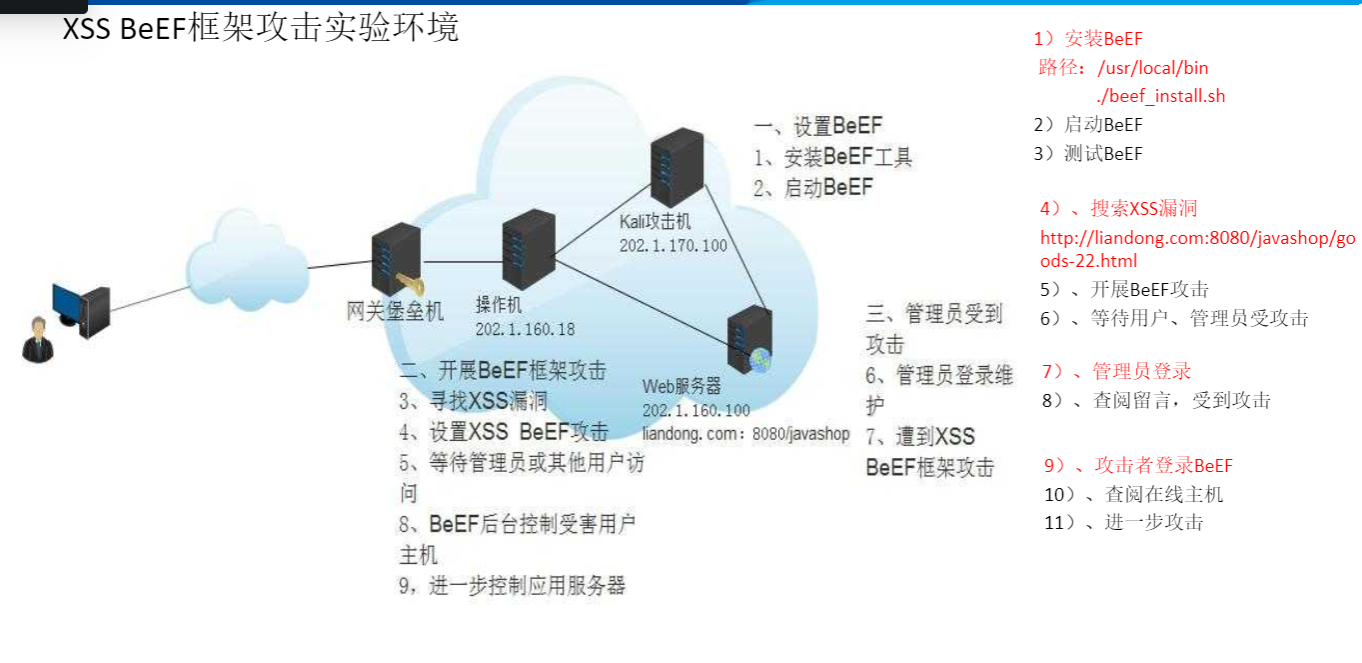 XSS BeEF框架攻击实验环境
一、设置BeEF
1、安装BeEF工具
2、启动BeEF
Kali攻击机
202.1.170.100
网关堡垒机
操作机
202.1.160.18
二、开展BeEF框架攻击
3、寻找XSS漏洞
4、设置XSS BeEF攻击
5、等待管理员或其他用户访
问
8、BeEF后台控制受害用户
主机
9，进一步控制应用服务器
Web服务器
202.1.160.100
liandong.com：8080/javashop
三、管理员受到
攻击
6、管理员登录维
护
7、遭到XSS
BeEF框架攻击
1）安装BeEF
路径：/usr/local/bin
./beef_install.sh
2）启动BeEF
3）测试BeEF
4）、搜索XSS漏洞
http://liandong.com:8080/javashop/go
ods-22.html
5）、开展BeEF攻击
6）、等待用户、管理员受攻击
7）、管理员登录
8）、查阅留言，受到攻击
9）、攻击者登录BeEF
10）、查阅在线主机
11）、进一步攻击